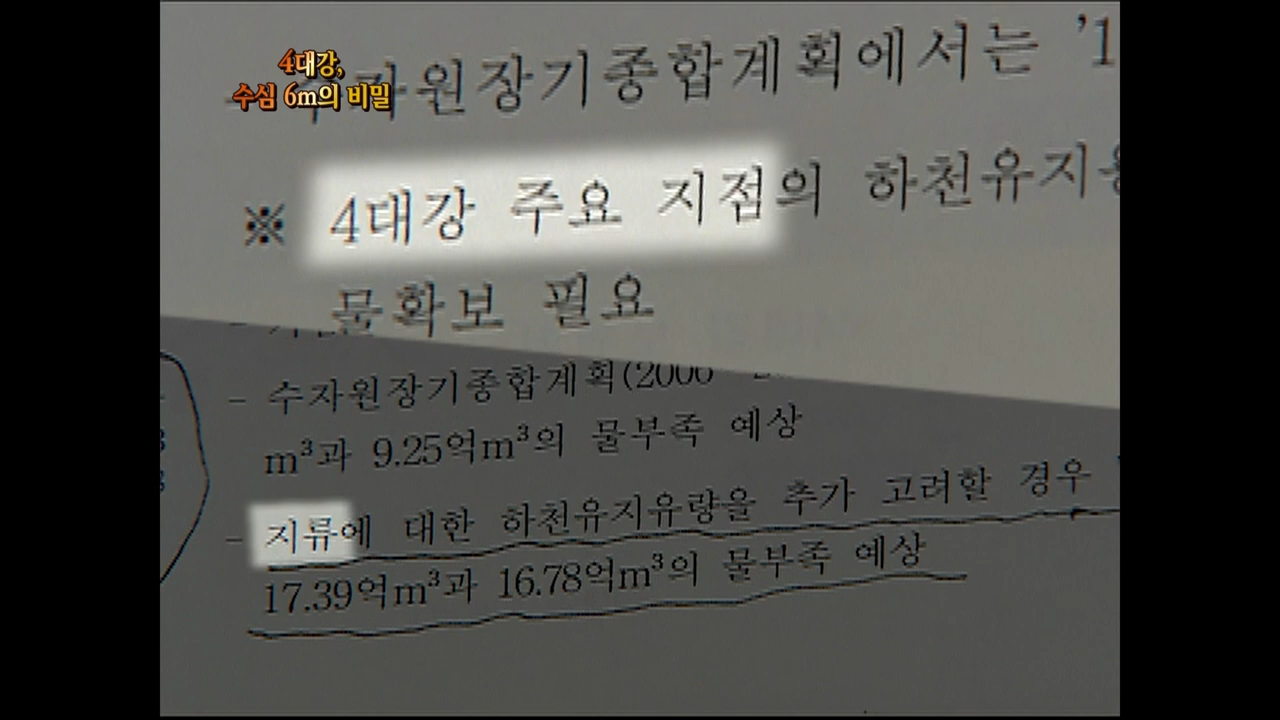 4대강,
수심 6m의 비밀
수자원장기종합계획에서는 '1
※ 4대강 주요 지점의 하천유지용
물확보 필요
- 수자원장기종합계획(2006
m³과 9.25억m³의 물부족 예상
- 지류에 대한 하천유지유량을 추가 고려할 경우
17.39억m³과 16.78억m³의 물부족 예상